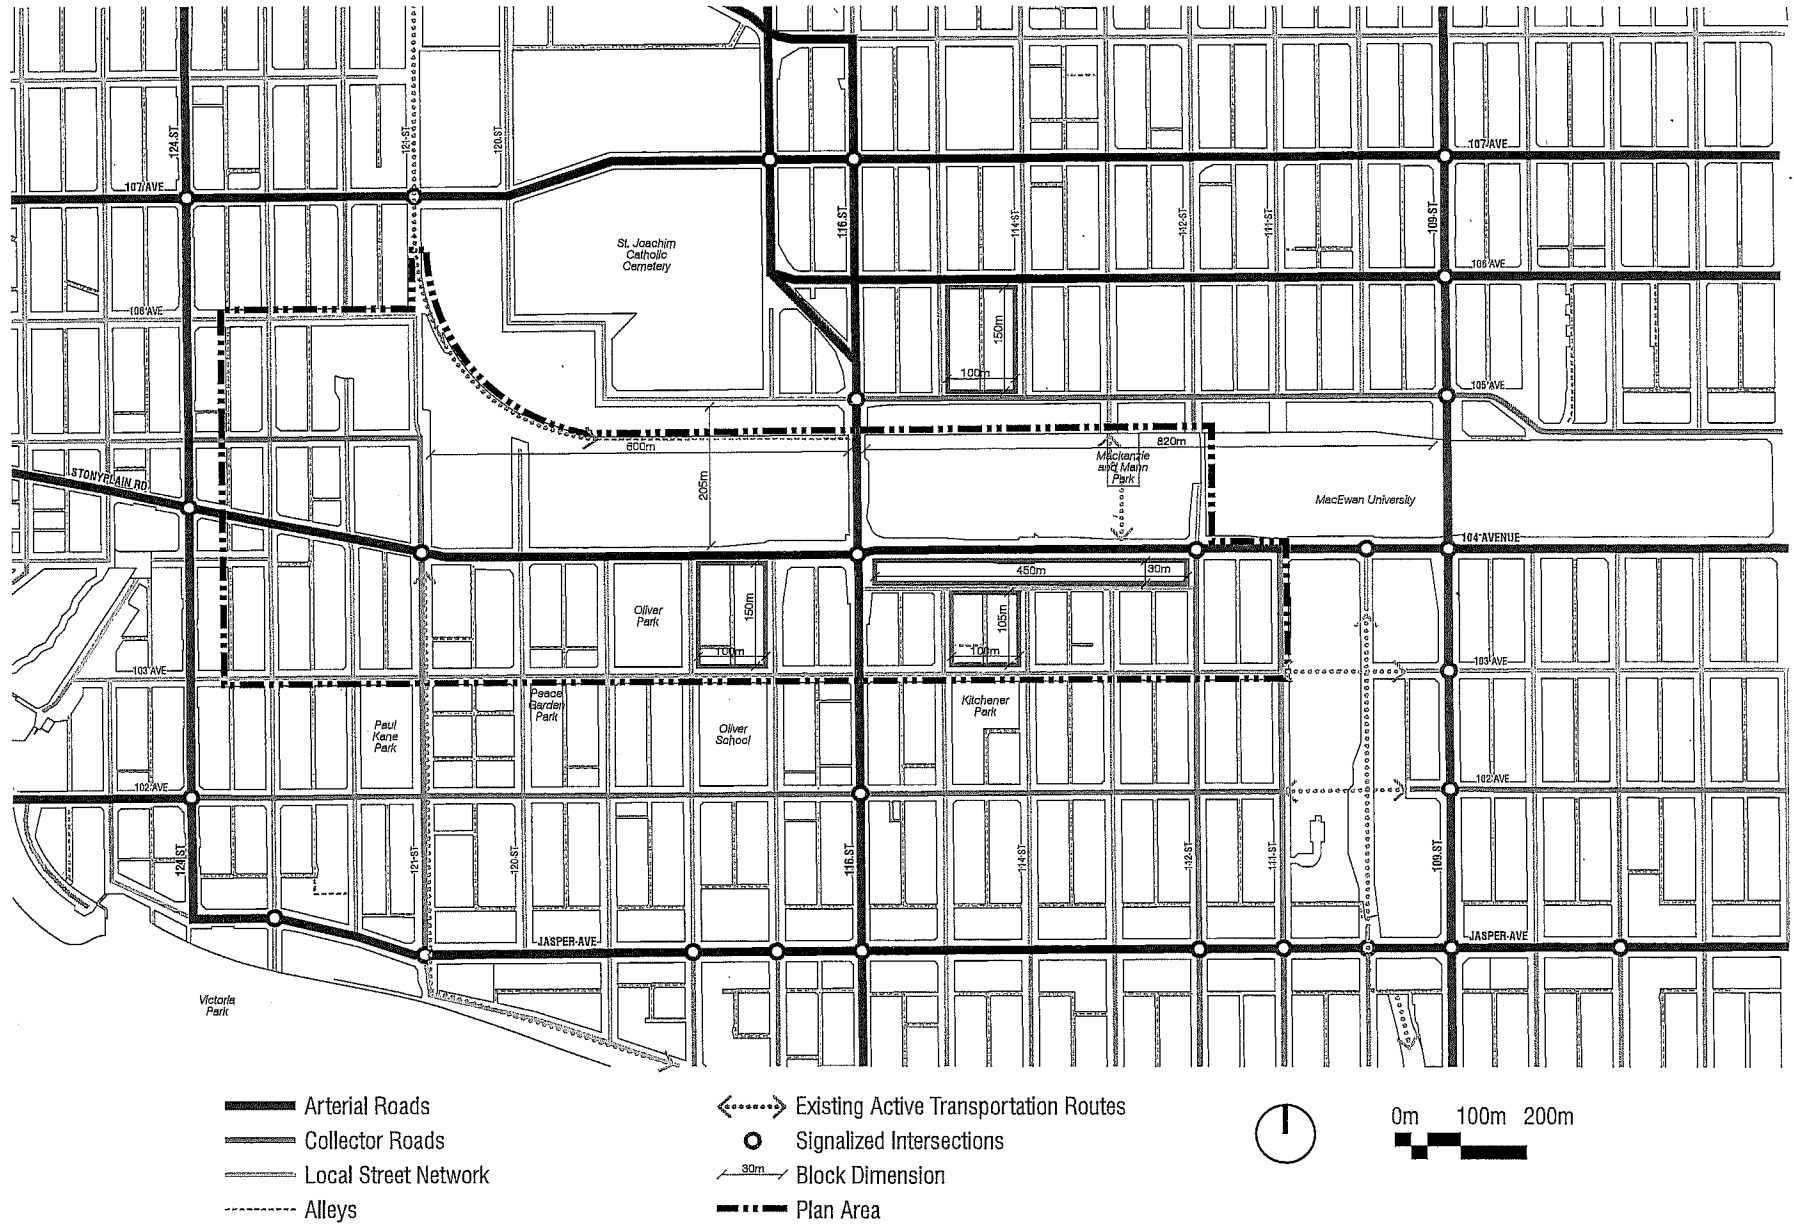 124 ST
121 ST
120 ST
107 AVE
107 AVE
116 ST
114 ST
112 ST
111 ST
109 ST
St. Joachim
Catholic
Cemetery
106 AVE
106 AVE
150m
100m
105 AVE
600m
820m
205m
Mackenzie
and Mann
Park
STONYPLAIN RD
MacEwan University
104 AVENUE
450m
30m
Oliver
Park
150m
100m
105m
100m
103 AVE
103 AVE
Paul
Kane
Park
Peace
Garden
Park
Oliver
School
Kitchener
Park
102 AVE
102 AVE
124 ST
121 ST
120 ST
116 ST
114 ST
112 ST
111 ST
109 ST
JASPER AVE
JASPER AVE
Victoria
Park
Arterial Roads
Collector Roads
Local Street Network
Alleys
Existing Active Transportation Routes
Signalized Intersections
30m
Block Dimension
Plan Area
0m 100m 200m